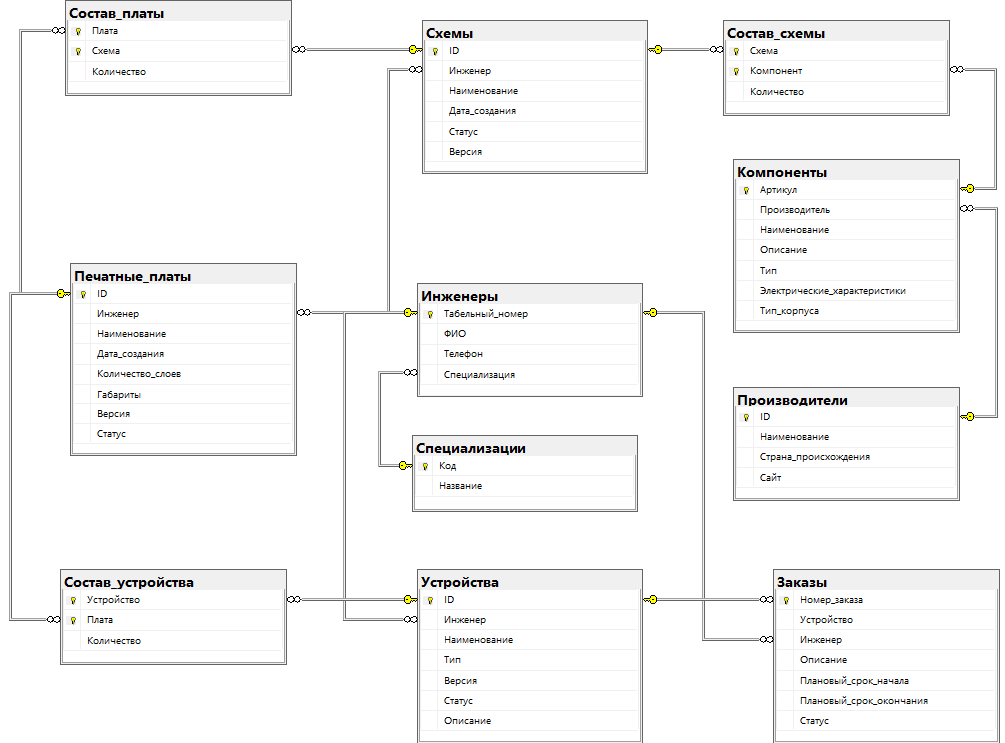 Состав_платы
Плата
Схема
Количество
Схемы
ID
Инженер
Наименование
Дата_создания
Статус
Версия
Состав_схемы
Схема
Компонент
Количество
Компоненты
Артикул
Производитель
Наименование
Описание
Тип
Электрические_характеристики
Тип_корпуса
Печатные_платы
ID
Инженер
Наименование
Дата_создания
Количество_слоев
Габариты
Версия
Статус
Инженеры
Табельный_номер
ФИО
Телефон
Специализация
Производители
ID
Наименование
Страна_происхождения
Сайт
Специализации
Код
Название
Состав_устройства
Устройство
Плата
Количество
Устройства
ID
Инженер
Наименование
Тип
Версия
Статус
Описание
Заказы
Номер_заказа
Устройство
Инженер
Описание
Плановый_срок_начала
Плановый_срок_окончания
Статус